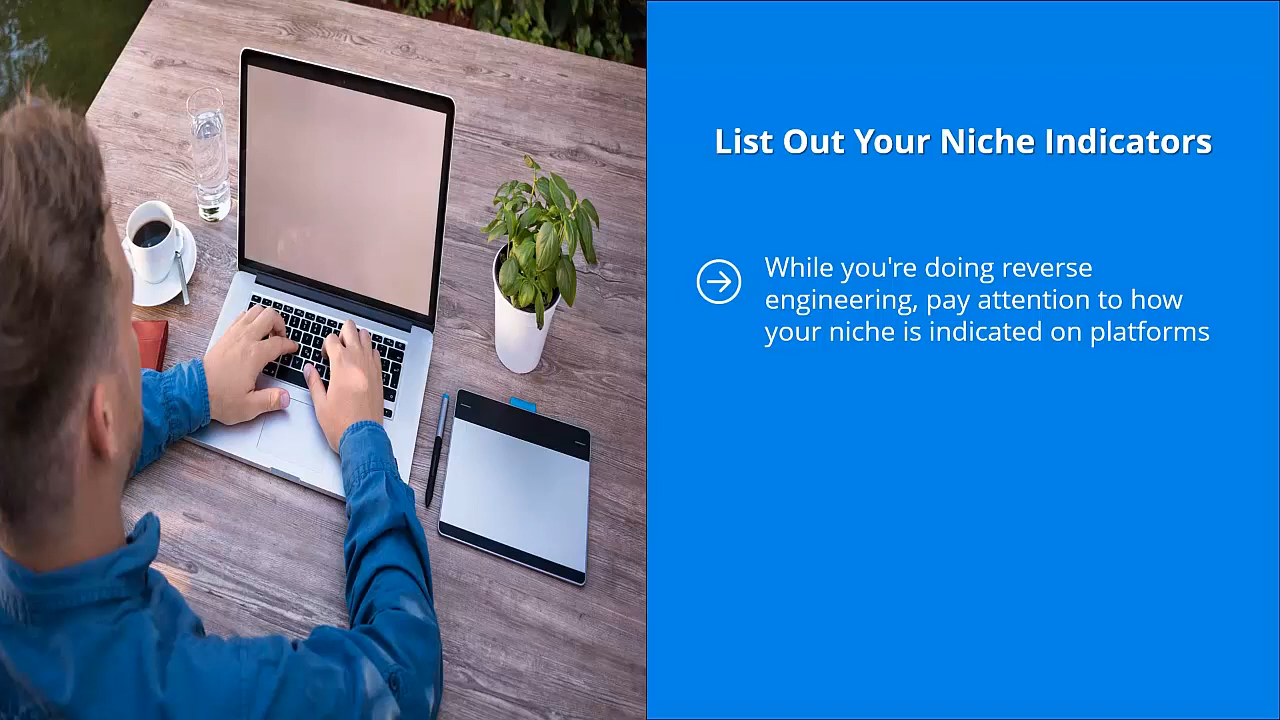 List Out Your Niche Indicators
While you're doing reverse
engineering, pay attention to how
your niche is indicated on platforms